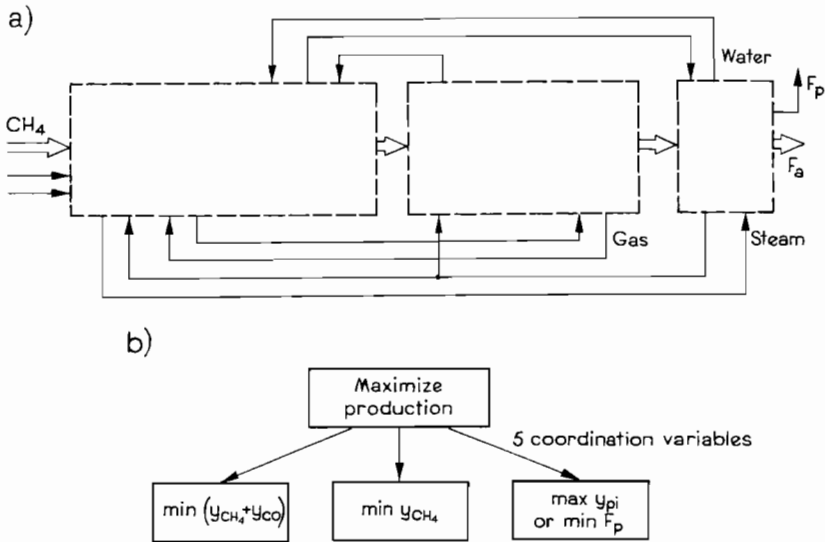 a)
Water
F_p
CH₄
F_a
Gas
Steam
b)
Maximize
production
5 coordination variables
min (y_CH₄+y_CO)
min y_CH₄
max y_pi
or min F_p